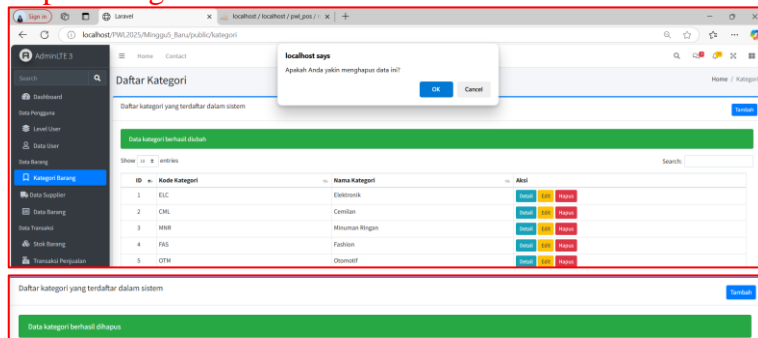 Sign in
Laravel
localhost / localhost / pwl_pos /
localhost/PWL2025/Minggu5_Baru/public/kategori
AdminLTE 3
Home Contact
localhost says
Apakah Anda yakin menghapus data ini?
OK Cancel
Search
Daftar Kategori
Home / Kategori
Dashboard
Data Pengguna
Level User
Data User
Data Barang
Kategori Barang
Data Supplier
Data Barang
Data Transaksi
Stok Barang
Transaksi Penjualan
Daftar kategori yang terdaftar dalam sistem
Tambah
Data kategori berhasil diubah
Show 10 entries
Search:
ID Kode Kategori Nama Kategori Aksi
1 ELC Elektronik Detail Edit Hapus
2 CML Cemilan Detail Edit Hapus
3 MNR Minuman Ringan Detail Edit Hapus
4 FAS Fashion Detail Edit Hapus
5 OTM Otomotif Detail Edit Hapus
Daftar kategori yang terdaftar dalam sistem
Tambah
Data kategori berhasil dihapus